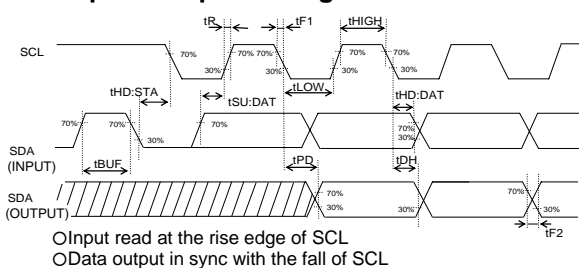 tR tF1 tHIGH
SCL 70% 70% 70% 70% 70%
30% 30% 30% 30%
tHD:STA tLOW tHD:DAT
tSU:DAT
70% 70% 70% 70%
SDA 30% 30%
(INPUT) tBUF tPD tDH
SDA 70% 70%
(OUTPUT) 30% 30% 30%
tF2
○Input read at the rise edge of SCL
○Data output in sync with the fall of SCL